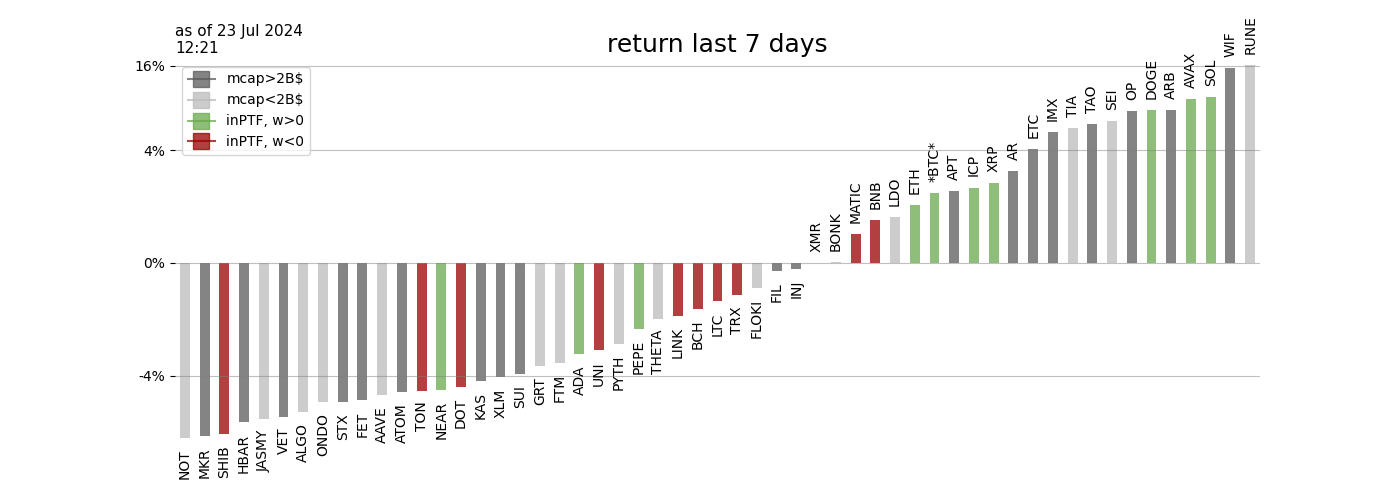 as of 23 Jul 2024
12:21
return last 7 days
16%
4%
0%
-4%
mcap>2B$
mcap<2B$
inPTF, w>0
inPTF, w<0
NOT
MKR
SHIB
HBAR
JASMY
VET
ALGO
ONDO
STX
FET
AAVE
ATOM
TON
NEAR
DOT
KAS
XLM
SUI
GRT
FTM
ADA
UNI
PYTH
PEPE
THETA
LINK
BCH
LTC
TRX
FLOKI
FIL
INJ
XMR
BONK
MATIC
BNB
LDO
ETH
*BTC*
APT
ICP
XRP
AR
ETC
IMX
TIA
TAO
SEI
OP
DOGE
ARB
AVAX
SOL
WIF
RUNE